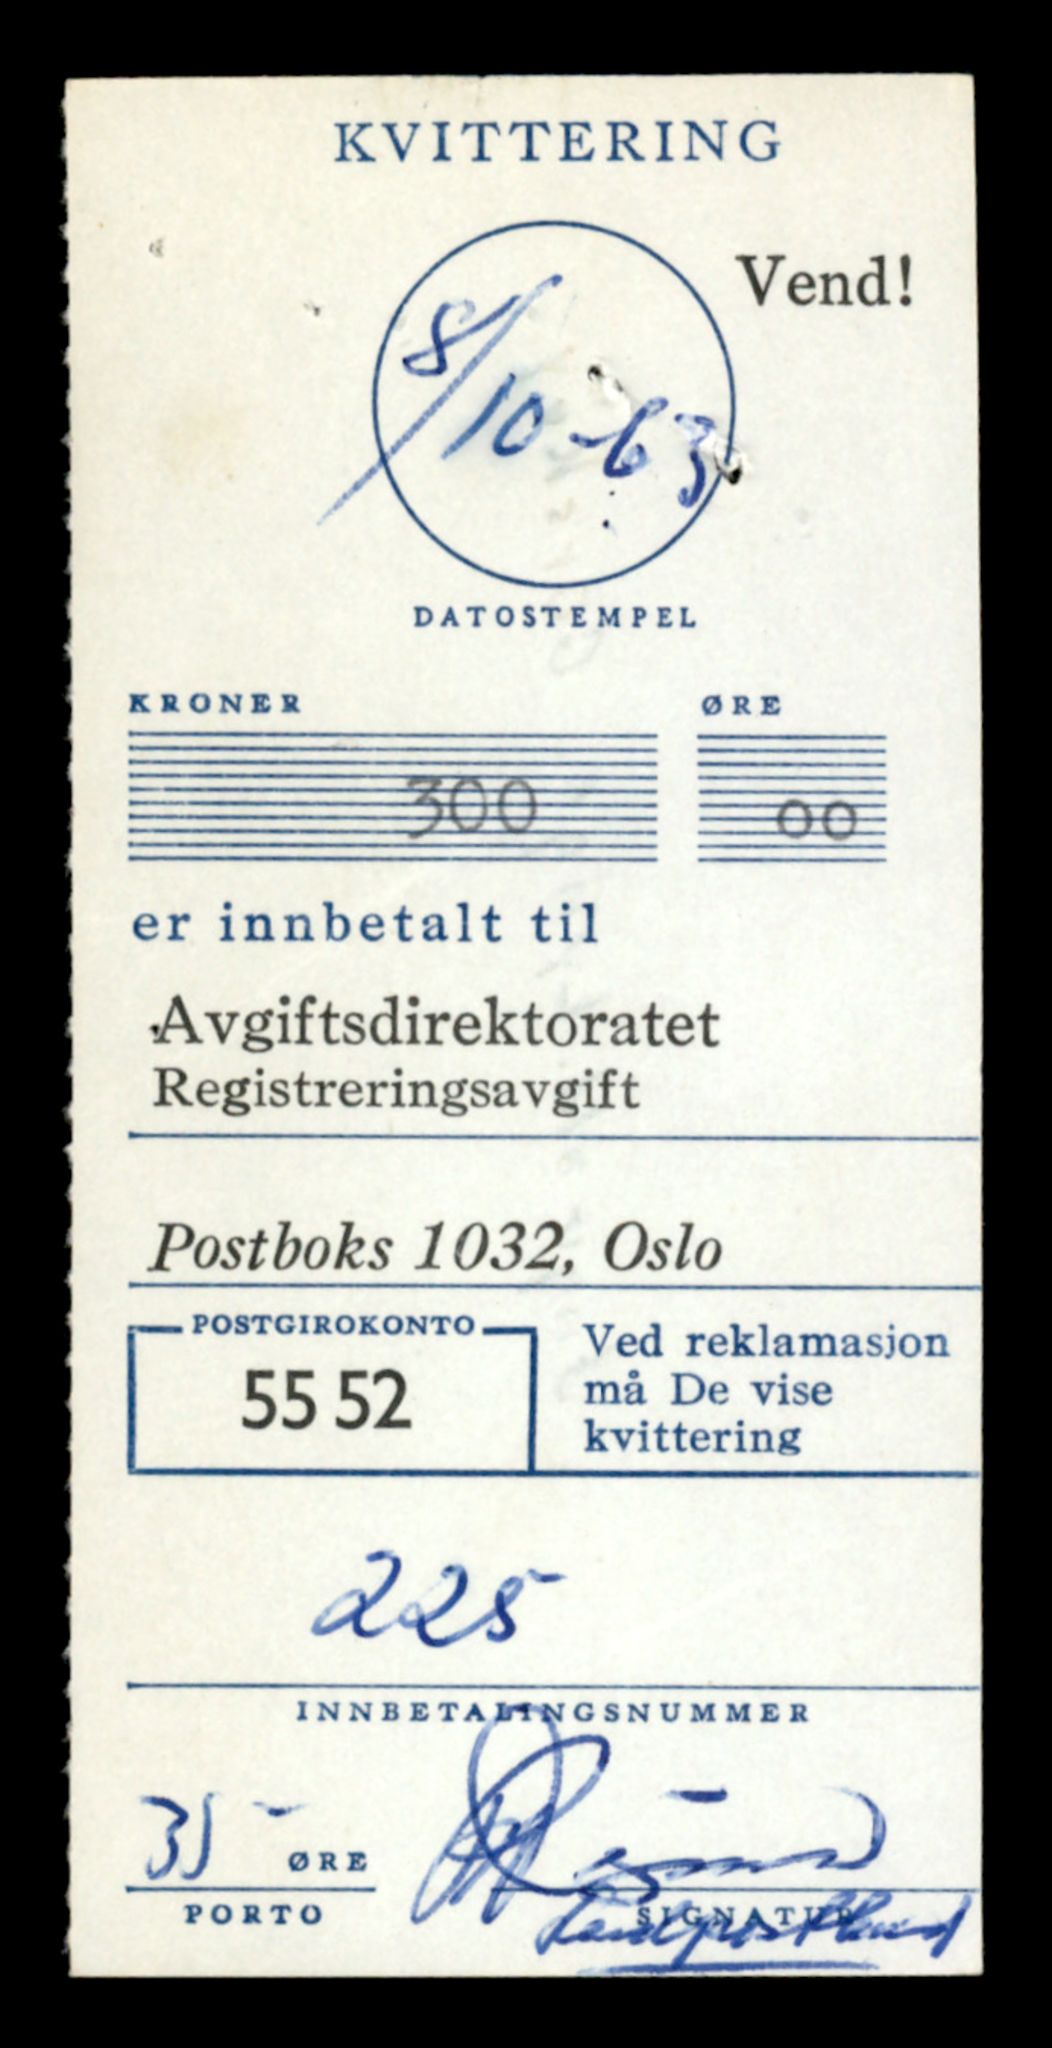 KVITTERING
Vend!
8/10-63
DATOSTEMPEL
KRONER ØRE
300 00
er innbetalt til
Avgiftsdirektoratet
Registreringsavgift
Postboks 1032, Oslo
POSTGIROKONTO
55 52
Ved reklamasjon
må De vise
kvittering
225
INNBETALINGSNUMMER
35 ØRE
PORTO
SIGNATUR
Landpostbud